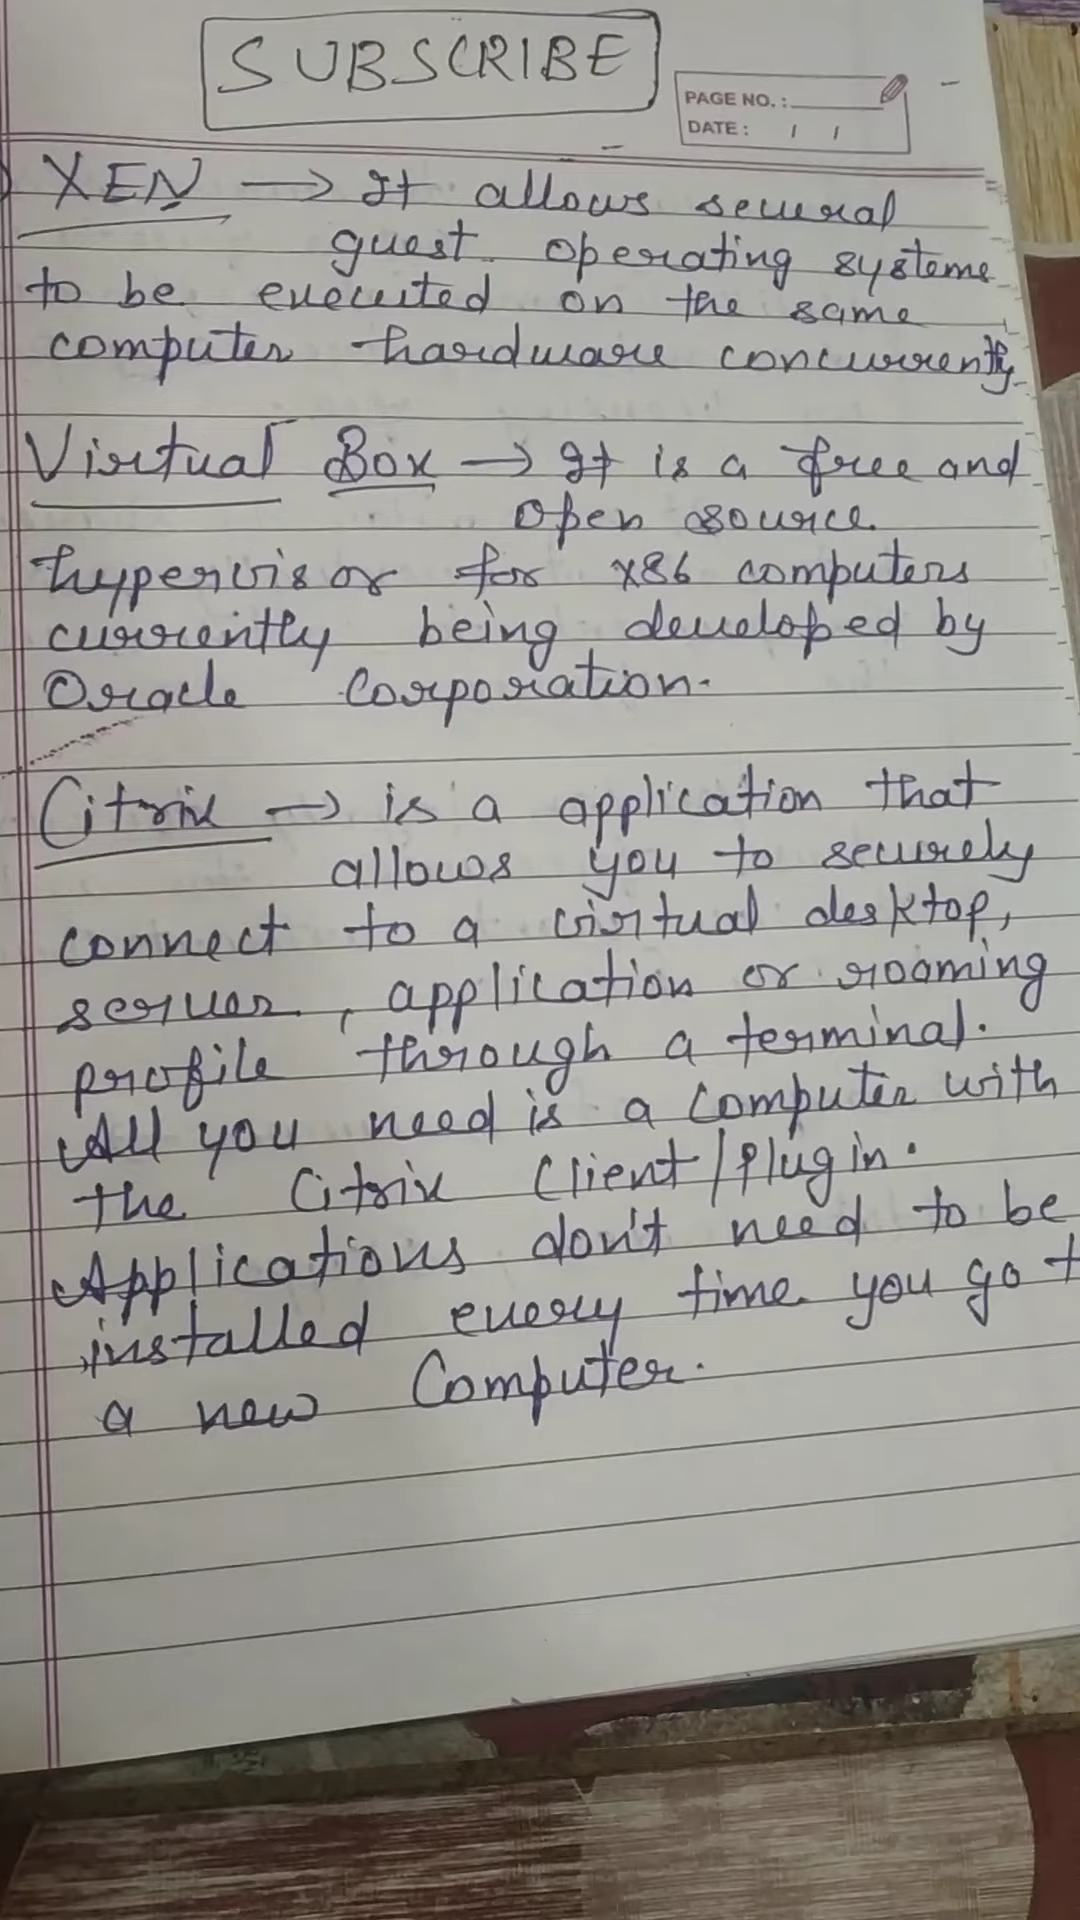 SUBSCRIBE
PAGE NO. :
DATE : / /
XEN → It allows several
guest operating systems
to be executed on the same
computer hardware concurrently.
Virtual Box → It is a free and
open source
hypervisor for x86 computers
currently being developed by
Oracle Corporation.
Citrix → is a application that
allows you to securely
connect to a virtual desktop,
server, application or roaming
profile through a terminal.
All you need is a computer with
the Citrix Client/Plugin.
Applications don't need to be
installed every time you go t
a new Computer.